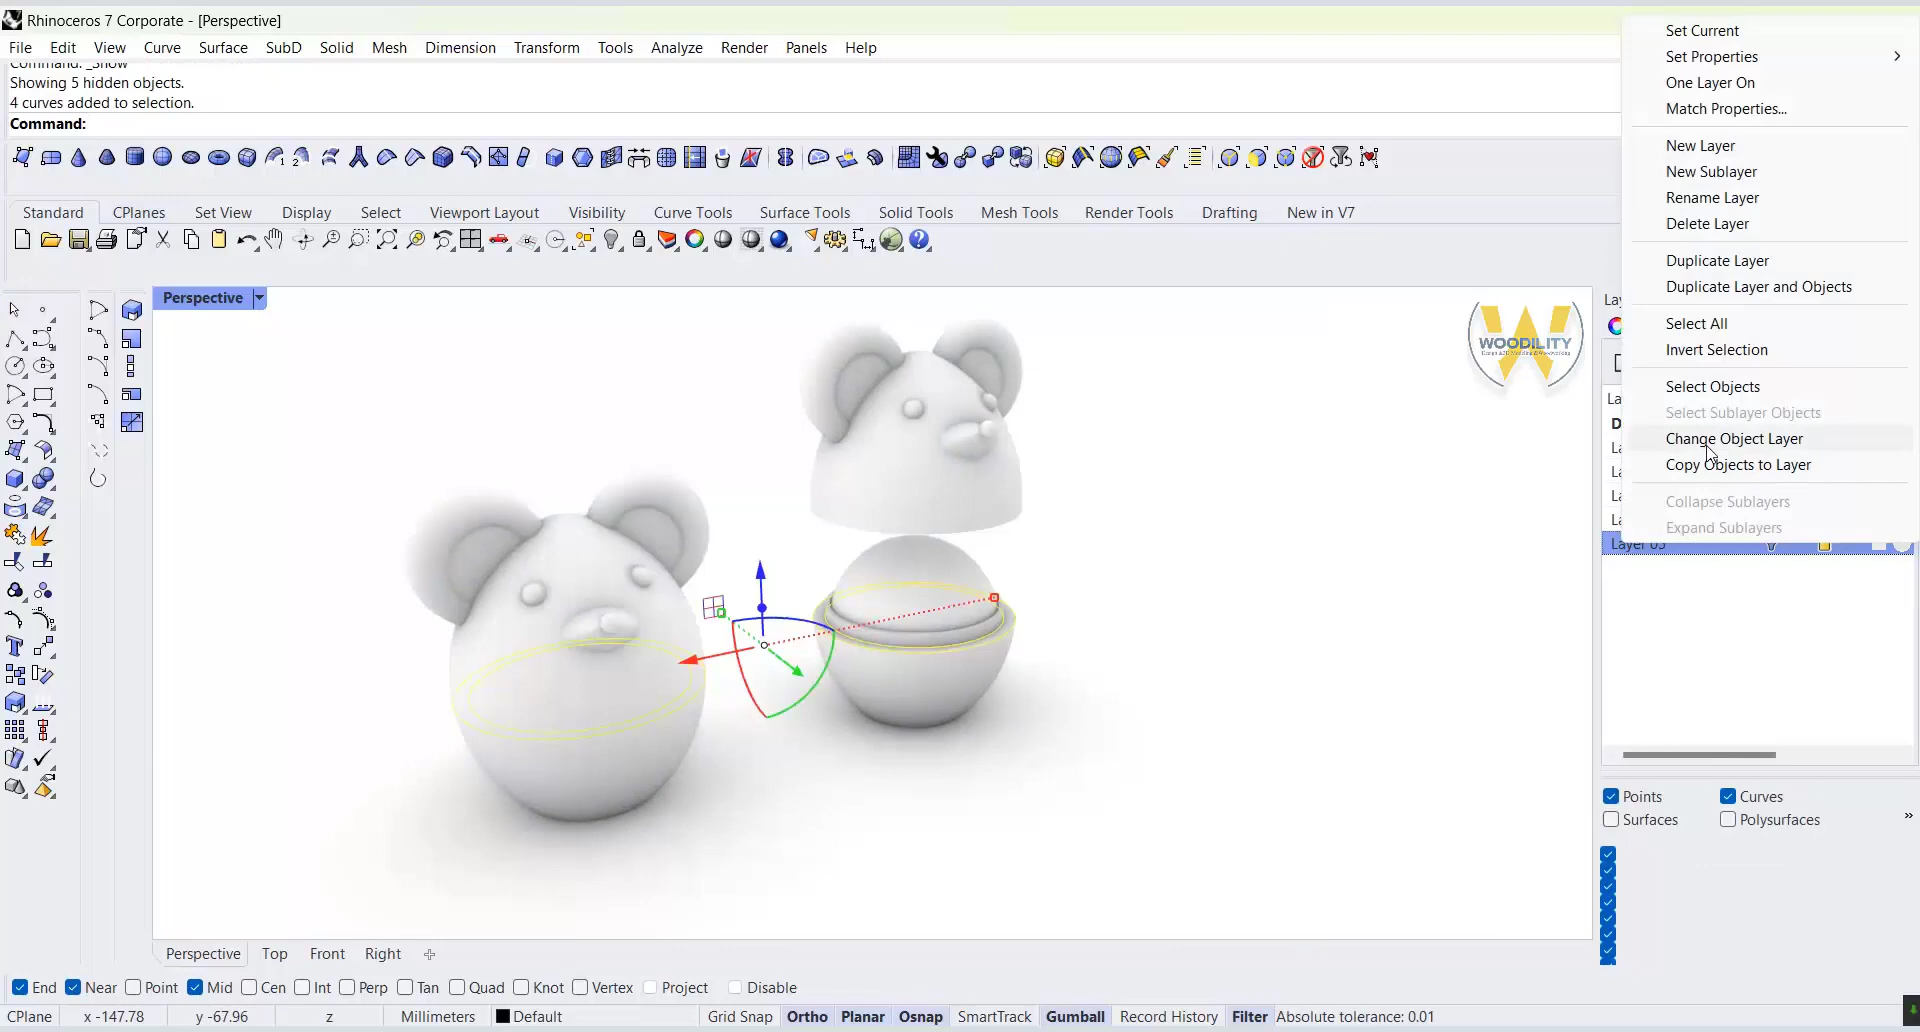 Rhinoceros 7 Corporate - [Perspective]
File Edit View Curve Surface SubD Solid Mesh Dimension Transform Tools Analyze Render Panels Help
Command: _Show
Showing 5 hidden objects.
4 curves added to selection.
Command:
Standard CPlanes Set View Display Select Viewport Layout Visibility Curve Tools Surface Tools Solid Tools Mesh Tools Render Tools Drafting New in V7
Perspective
WOODILITY
Set Current
Set Properties
One Layer On
Match Properties...
New Layer
New Sublayer
Rename Layer
Delete Layer
Duplicate Layer
Duplicate Layer and Objects
Select All
Invert Selection
Select Objects
Select Sublayer Objects
Change Object Layer
Copy Objects to Layer
Collapse Sublayers
Expand Sublayers
Layer 05
Points Curves
Surfaces Polysurfaces
Perspective Top Front Right
End Near Point Mid Cen Int Perp Tan Quad Knot Vertex Project Disable
CPlane x -147.78 y -67.96 z Millimeters Default Grid Snap Ortho Planar Osnap SmartTrack Gumball Record History Filter Absolute tolerance: 0.01